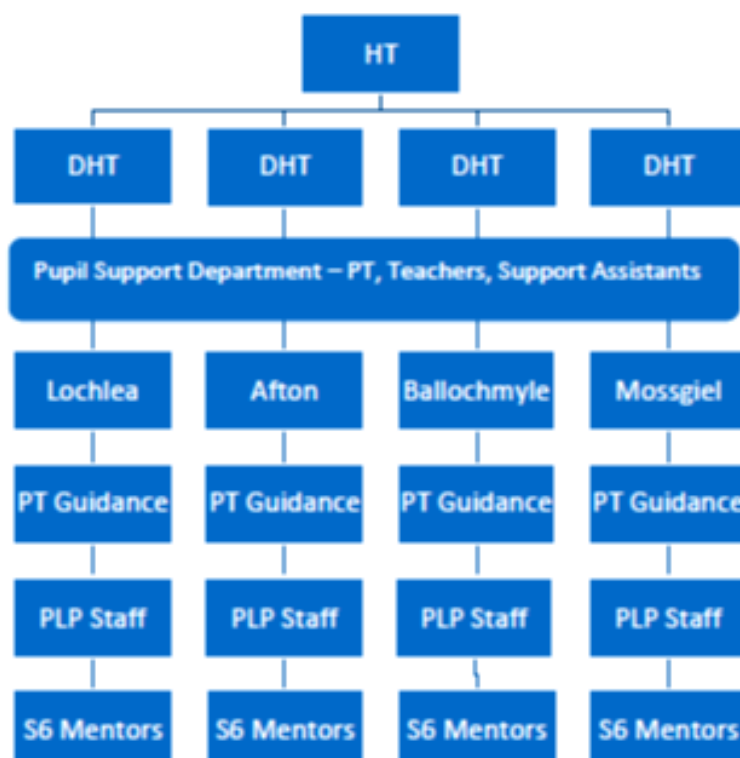 HT
DHT
DHT
DHT
DHT
Pupil Support Department – PT, Teachers, Support Assistants
Lochlea
Afton
Ballochmyle
Mossgiel
PT Guidance
PT Guidance
PT Guidance
PT Guidance
PLP Staff
PLP Staff
PLP Staff
PLP Staff
S6 Mentors
S6 Mentors
S6 Mentors
S6 Mentors